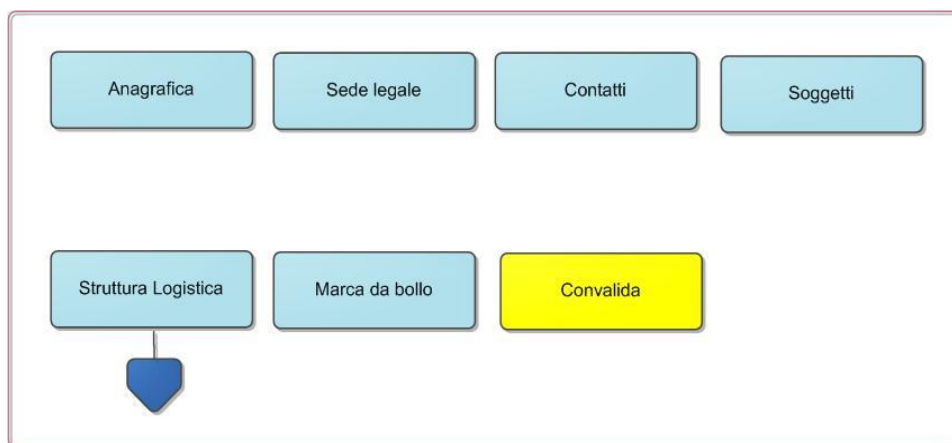 Anagrafica
Sede legale
Contatti
Soggetti
Struttura Logistica
Marca da bollo
Convalida